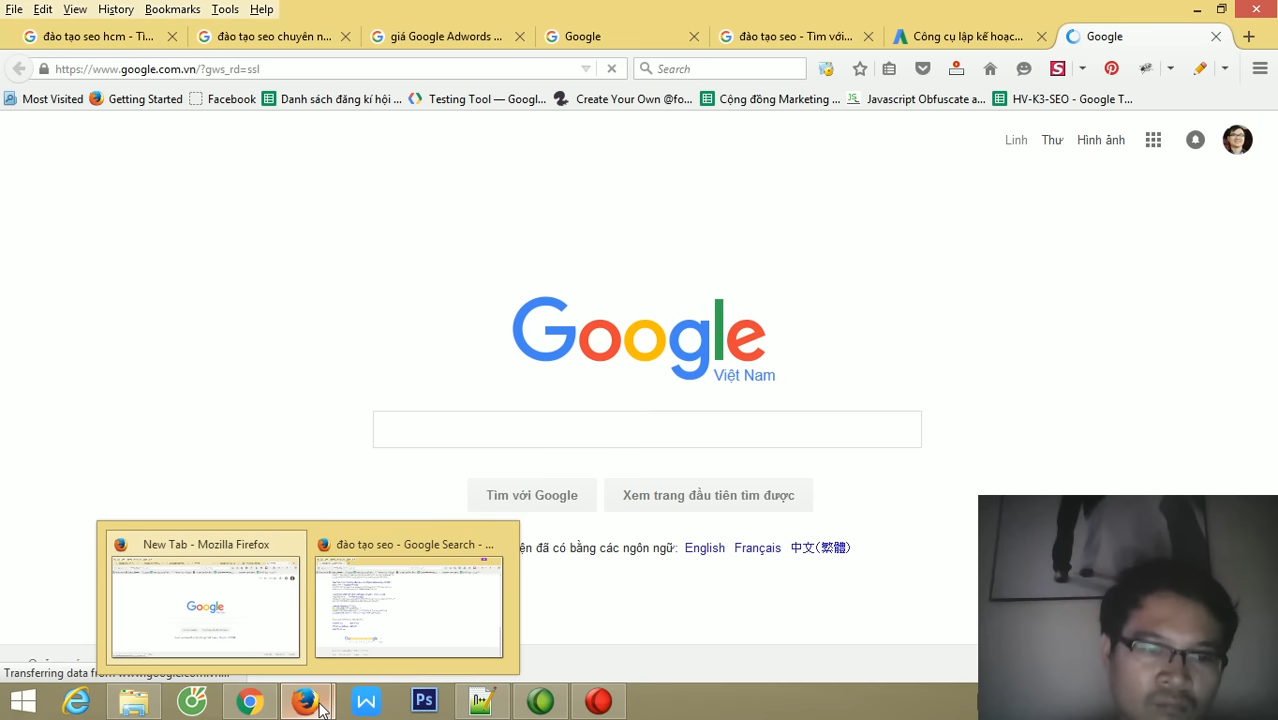 File Edit View History Bookmarks Tools Help
đào tạo seo hcm - Tì... đào tạo seo chuyên n... giá Google Adwords ... Google đào tạo seo - Tìm với... Công cụ lập kế hoạc... Google
https://www.google.com.vn/?gws_rd=ssl Search
Most Visited Getting Started Facebook Danh sách đăng kí hội ... Testing Tool — Googl... Create Your Own @fo... Cộng đồng Marketing ... Javascript Obfuscate a... HV-K3-SEO - Google T...
Linh Thư Hình ảnh
Google
Việt Nam
Tìm với Google Xem trang đầu tiên tìm được
New Tab - Mozilla Firefox đào tạo seo - Google Search - ... diện đã có bằng các ngôn ngữ: English Français 中文(繁體)
Transferring data from www.google.com.vn...
Ps